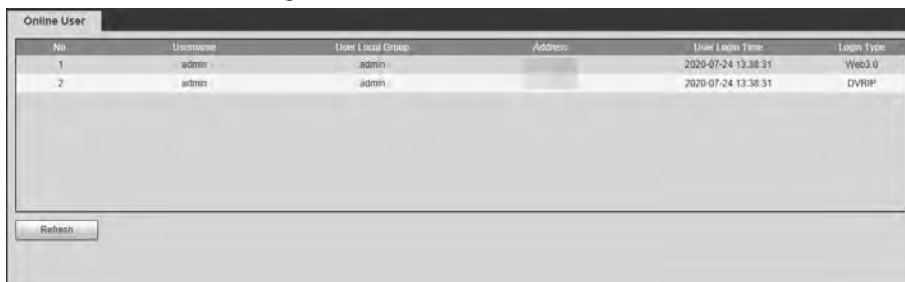 Online User
No. Username User Local Group Address User Login Time Login Type
1 admin admin 2020-07-24 13:38:31 Web3.0
2 admin admin 2020-07-24 13:38:31 DVRIP
Refresh